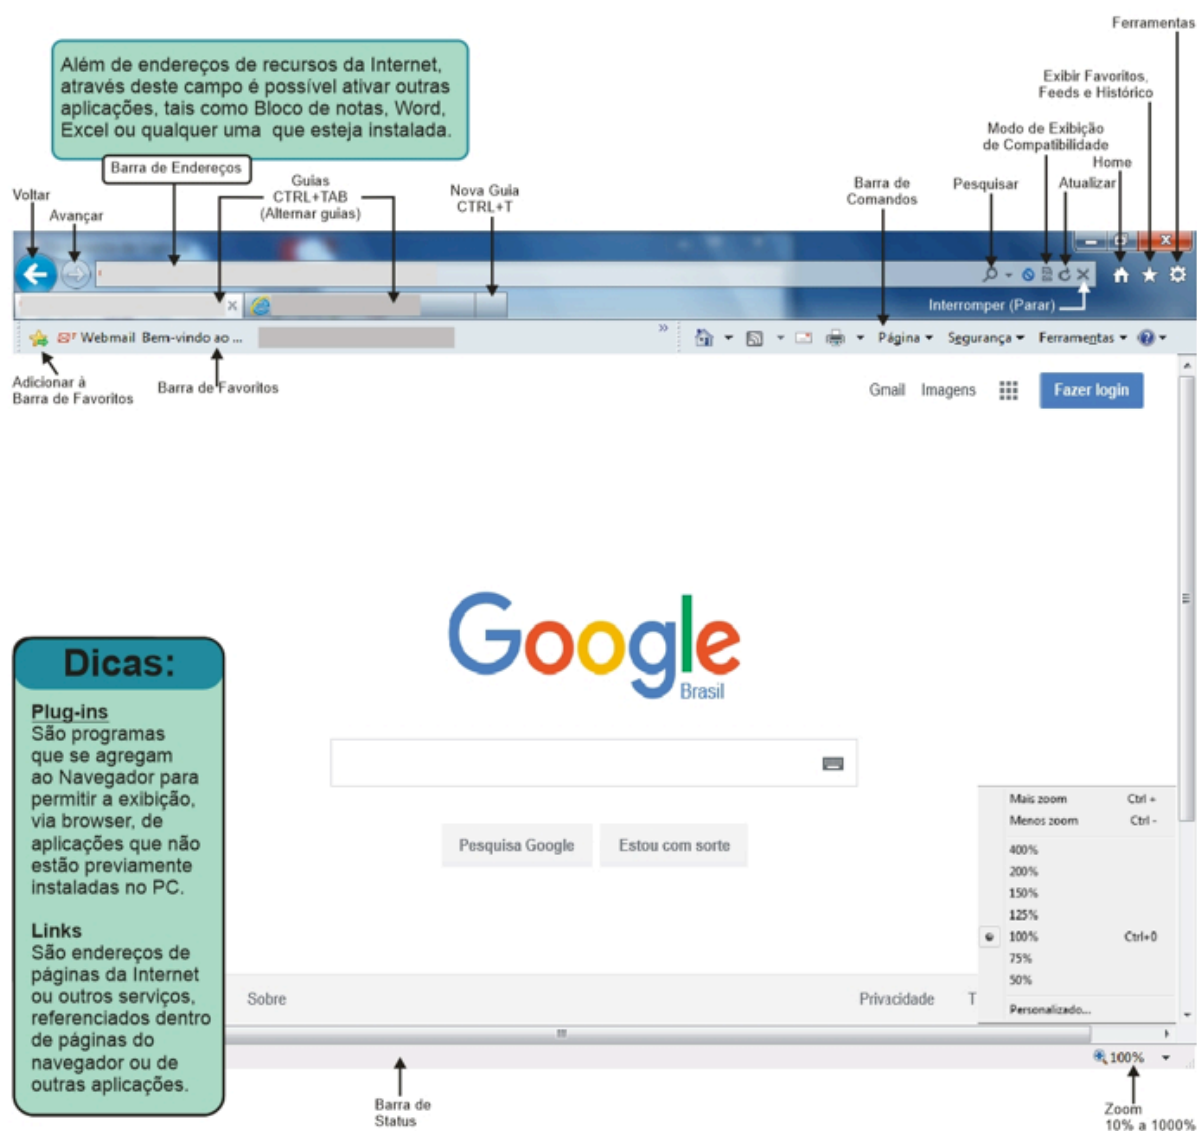 Ferramentas
Além de endereços de recursos da Internet,
através deste campo é possível ativar outras
aplicações, tais como Bloco de notas, Word,
Excel ou qualquer uma que esteja instalada.
Exibir Favoritos,
Feeds e Histórico
Modo de Exibição
de Compatibilidade
Home
Barra de Endereços
Guias
CTRL+TAB
(Alternar guias)
Nova Guia
CTRL+T
Barra de
Comandos
Pesquisar
Atualizar
Voltar
Avançar
Interromper (Parar)
Webmail Bem-vindo ao ...
Página
Segurança
Ferramentas
Adicionar à
Barra de Favoritos
Barra de Favoritos
Gmail Imagens
Fazer login
Google
Brasil
Dicas:
Plug-ins
São programas
que se agregam
ao Navegador para
permitir a exibição,
via browser, de
aplicações que não
estão previamente
instaladas no PC.
Links
São endereços de
páginas da Internet
ou outros serviços,
referenciados dentro
de páginas do
navegador ou de
outras aplicações.
Pesquisa Google
Estou com sorte
Mais zoom Ctrl +
Menos zoom Ctrl -
400%
200%
150%
125%
100% Ctrl+0
75%
50%
Personalizado...
Sobre
Privacidade
T
100%
Barra de
Status
Zoom
10% a 1000%